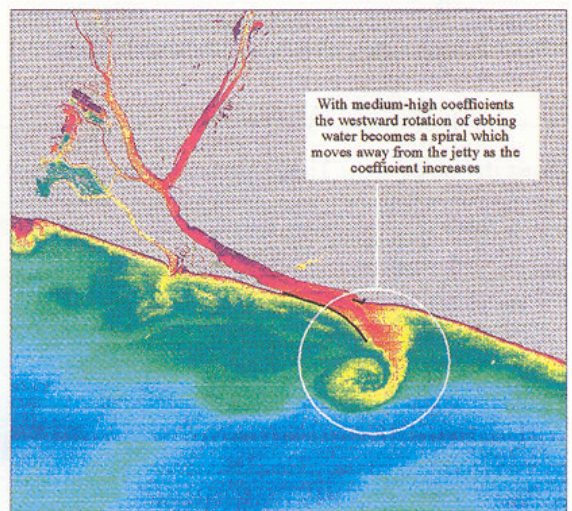 With medium-high coefficients
the westward rotation of ebbing
water becomes a spiral which
moves away from the jetty as the
coefficient increases